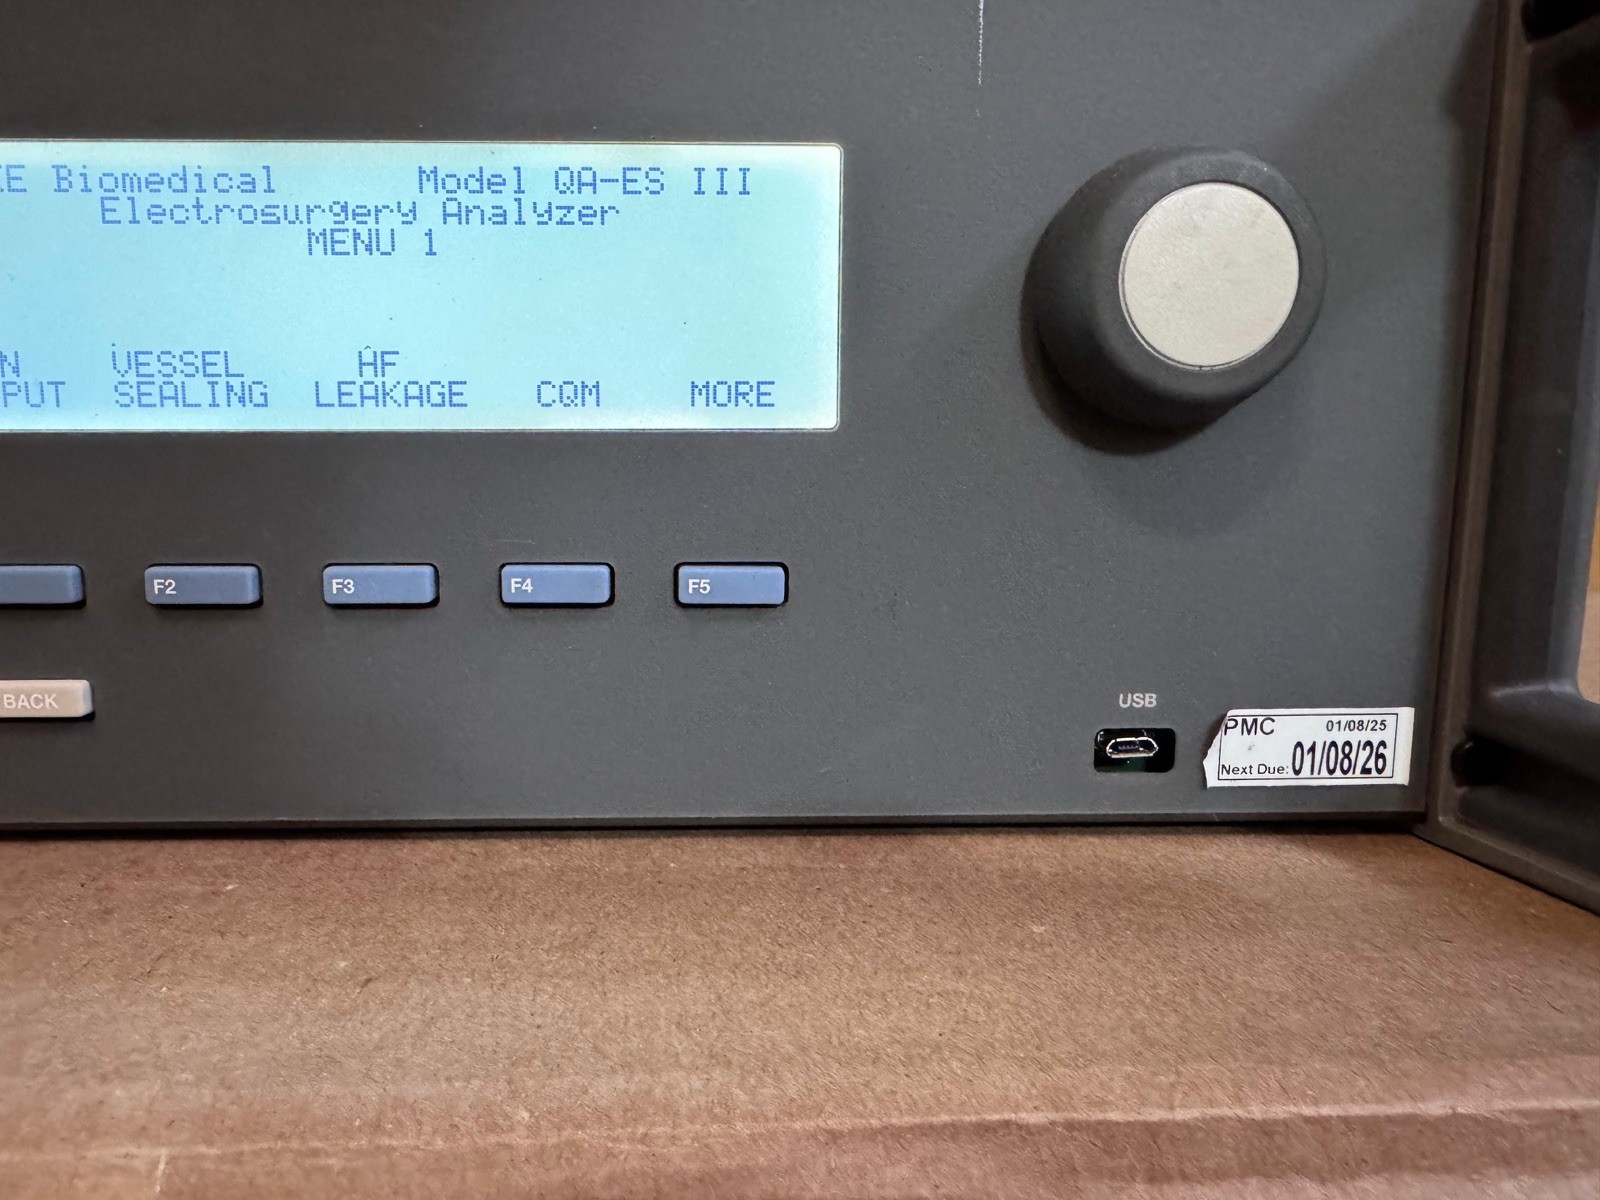 KE Biomedical Model QA-ES III
Electrosurgery Analyzer
MENU 1
N VESSEL HF
PUT SEALING LEAKAGE CQM MORE
F2 F3 F4 F5
BACK
USB
PMC 01/08/25
Next Due: 01/08/26